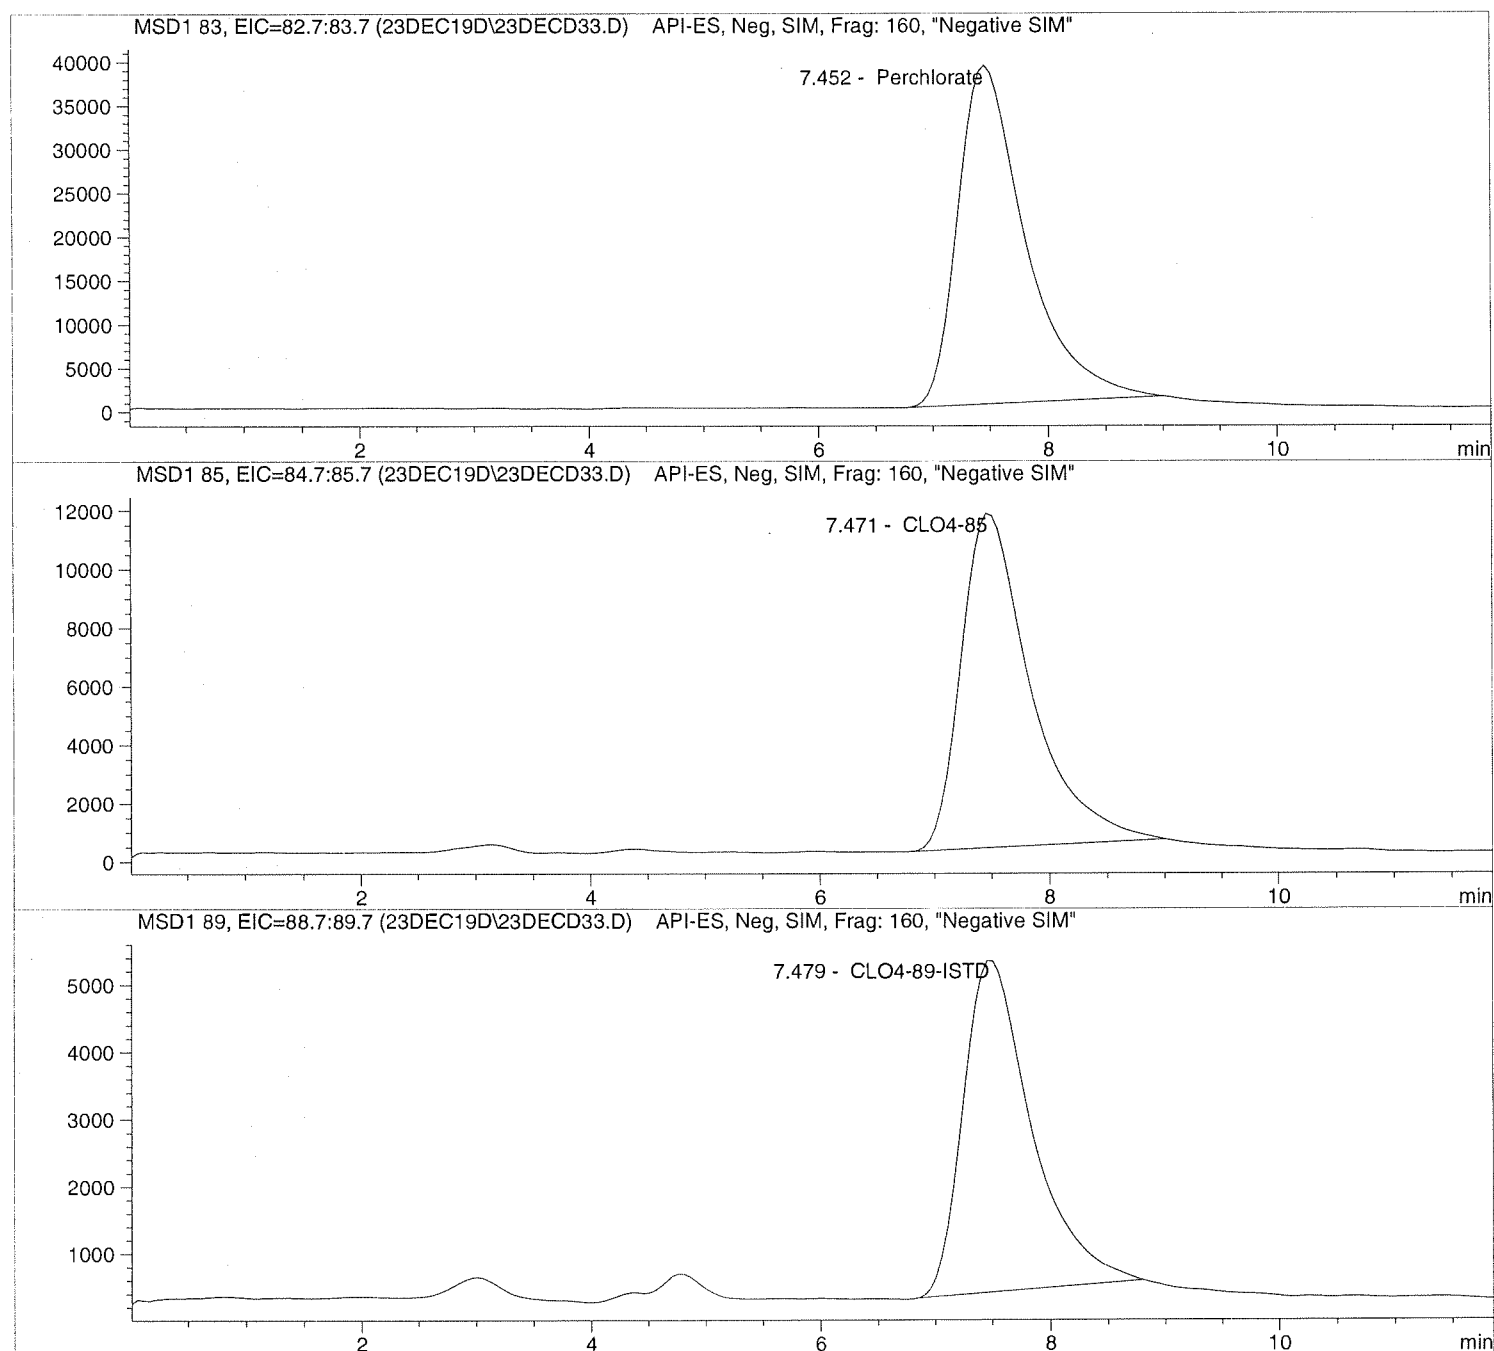 MSD1 83, EIC=82.7:83.7 (23DEC19D\23DECD33.D) API-ES, Neg, SIM, Frag: 160, "Negative SIM"
7.452 - Perchlorate
40000
35000
30000
25000
20000
15000
10000
5000
0
2 4 6 8 10 min
MSD1 85, EIC=84.7:85.7 (23DEC19D\23DECD33.D) API-ES, Neg, SIM, Frag: 160, "Negative SIM"
12000
7.471 - CLO4-85
10000
8000
6000
4000
2000
0
2 4 6 8 10 min
MSD1 89, EIC=88.7:89.7 (23DEC19D\23DECD33.D) API-ES, Neg, SIM, Frag: 160, "Negative SIM"
7.479 - CLO4-89-ISTD
5000
4000
3000
2000
1000
2 4 6 8 10 min